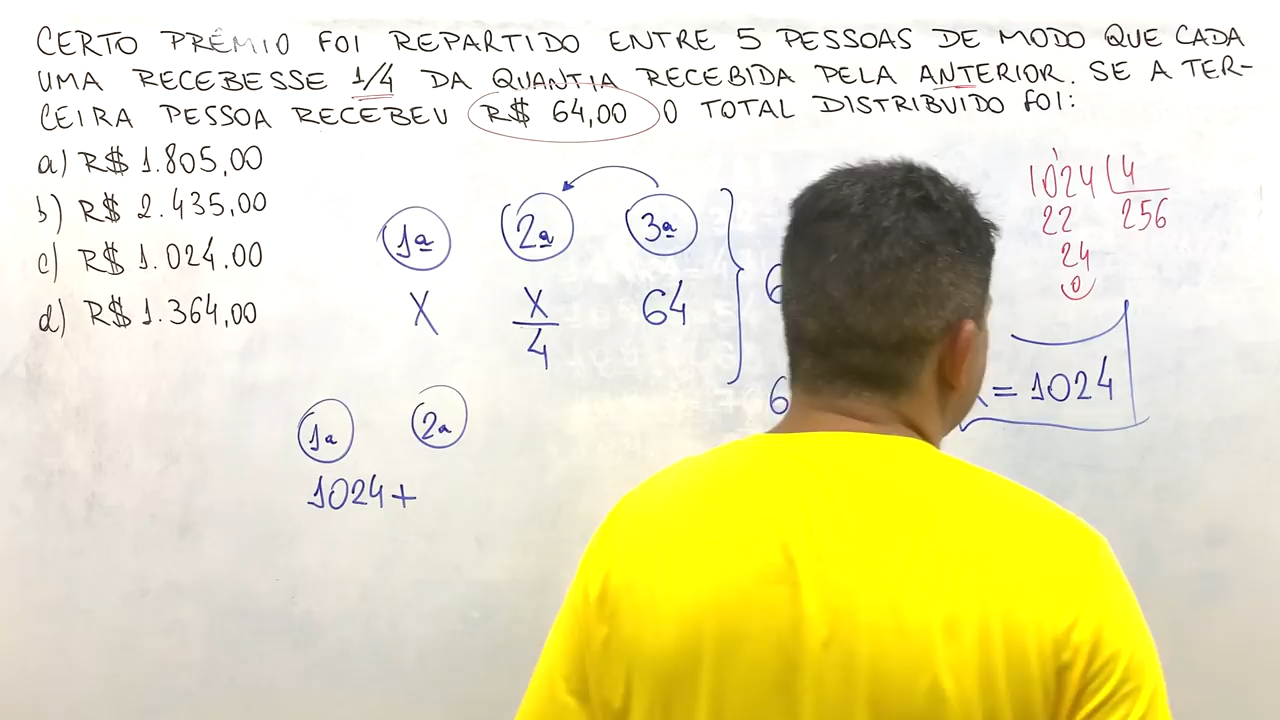 CERTO PRÊMIO FOI REPARTIDO ENTRE 5 PESSOAS DE MODO QUE CADA
UMA RECEBESSE 1/4 DA QUANTIA RECEBIDA PELA ANTERIOR. SE A TER-
CEIRA PESSOA RECEBEU R$ 64,00 O TOTAL DISTRIBUIDO FOI:
a) R$ 1.805,00
b) R$ 2.435,00
c) R$ 1.024,00
d) R$ 1.364,00
1ª 2ª 3ª
X X/4 64
6
6
1024 4
22 256
24
0
= 1024
1ª 2ª
1024+